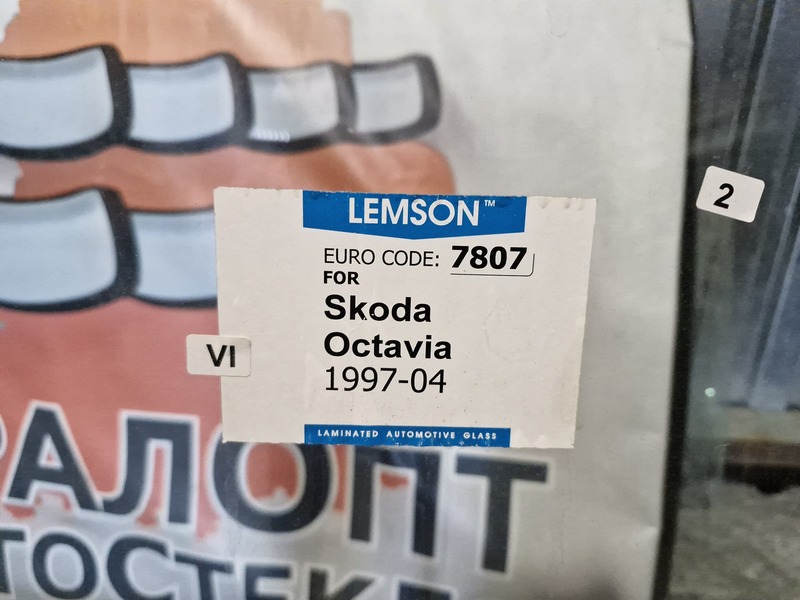 LEMSON™
2
EURO CODE: 7807
FOR
Skoda
Octavia
VI
1997-04
LAMINATED AUTOMOTIVE GLASS
РАЛОПТ
ТОСТЕК